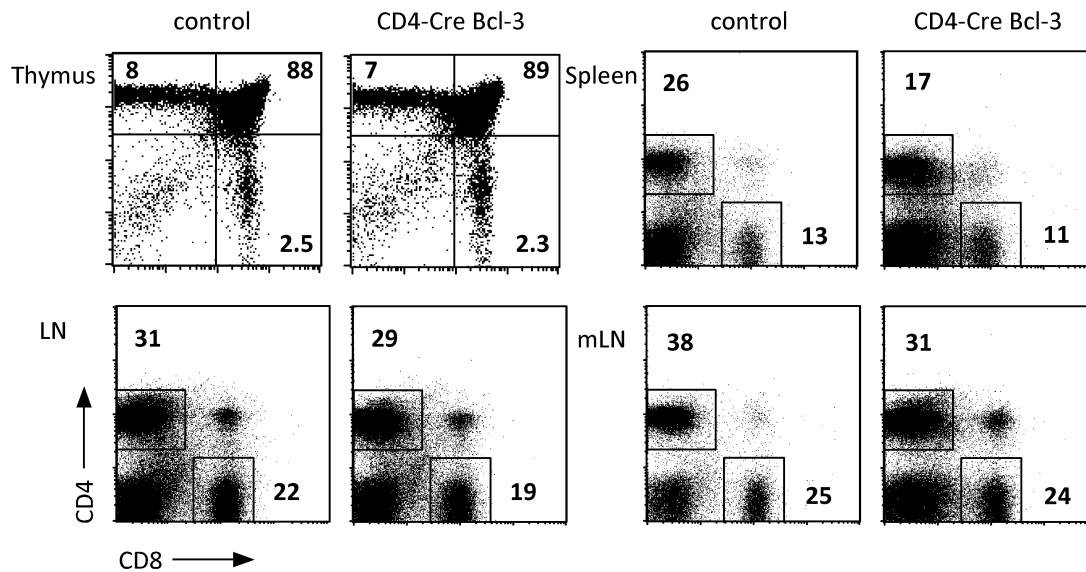 control CD4-Cre Bcl-3 control CD4-Cre Bcl-3
Thymus 8 88 7 89 Spleen 26 17
2.5 2.3 13 11
LN 31 29 mLN 38 31
CD4 22 19 25 24
CD8